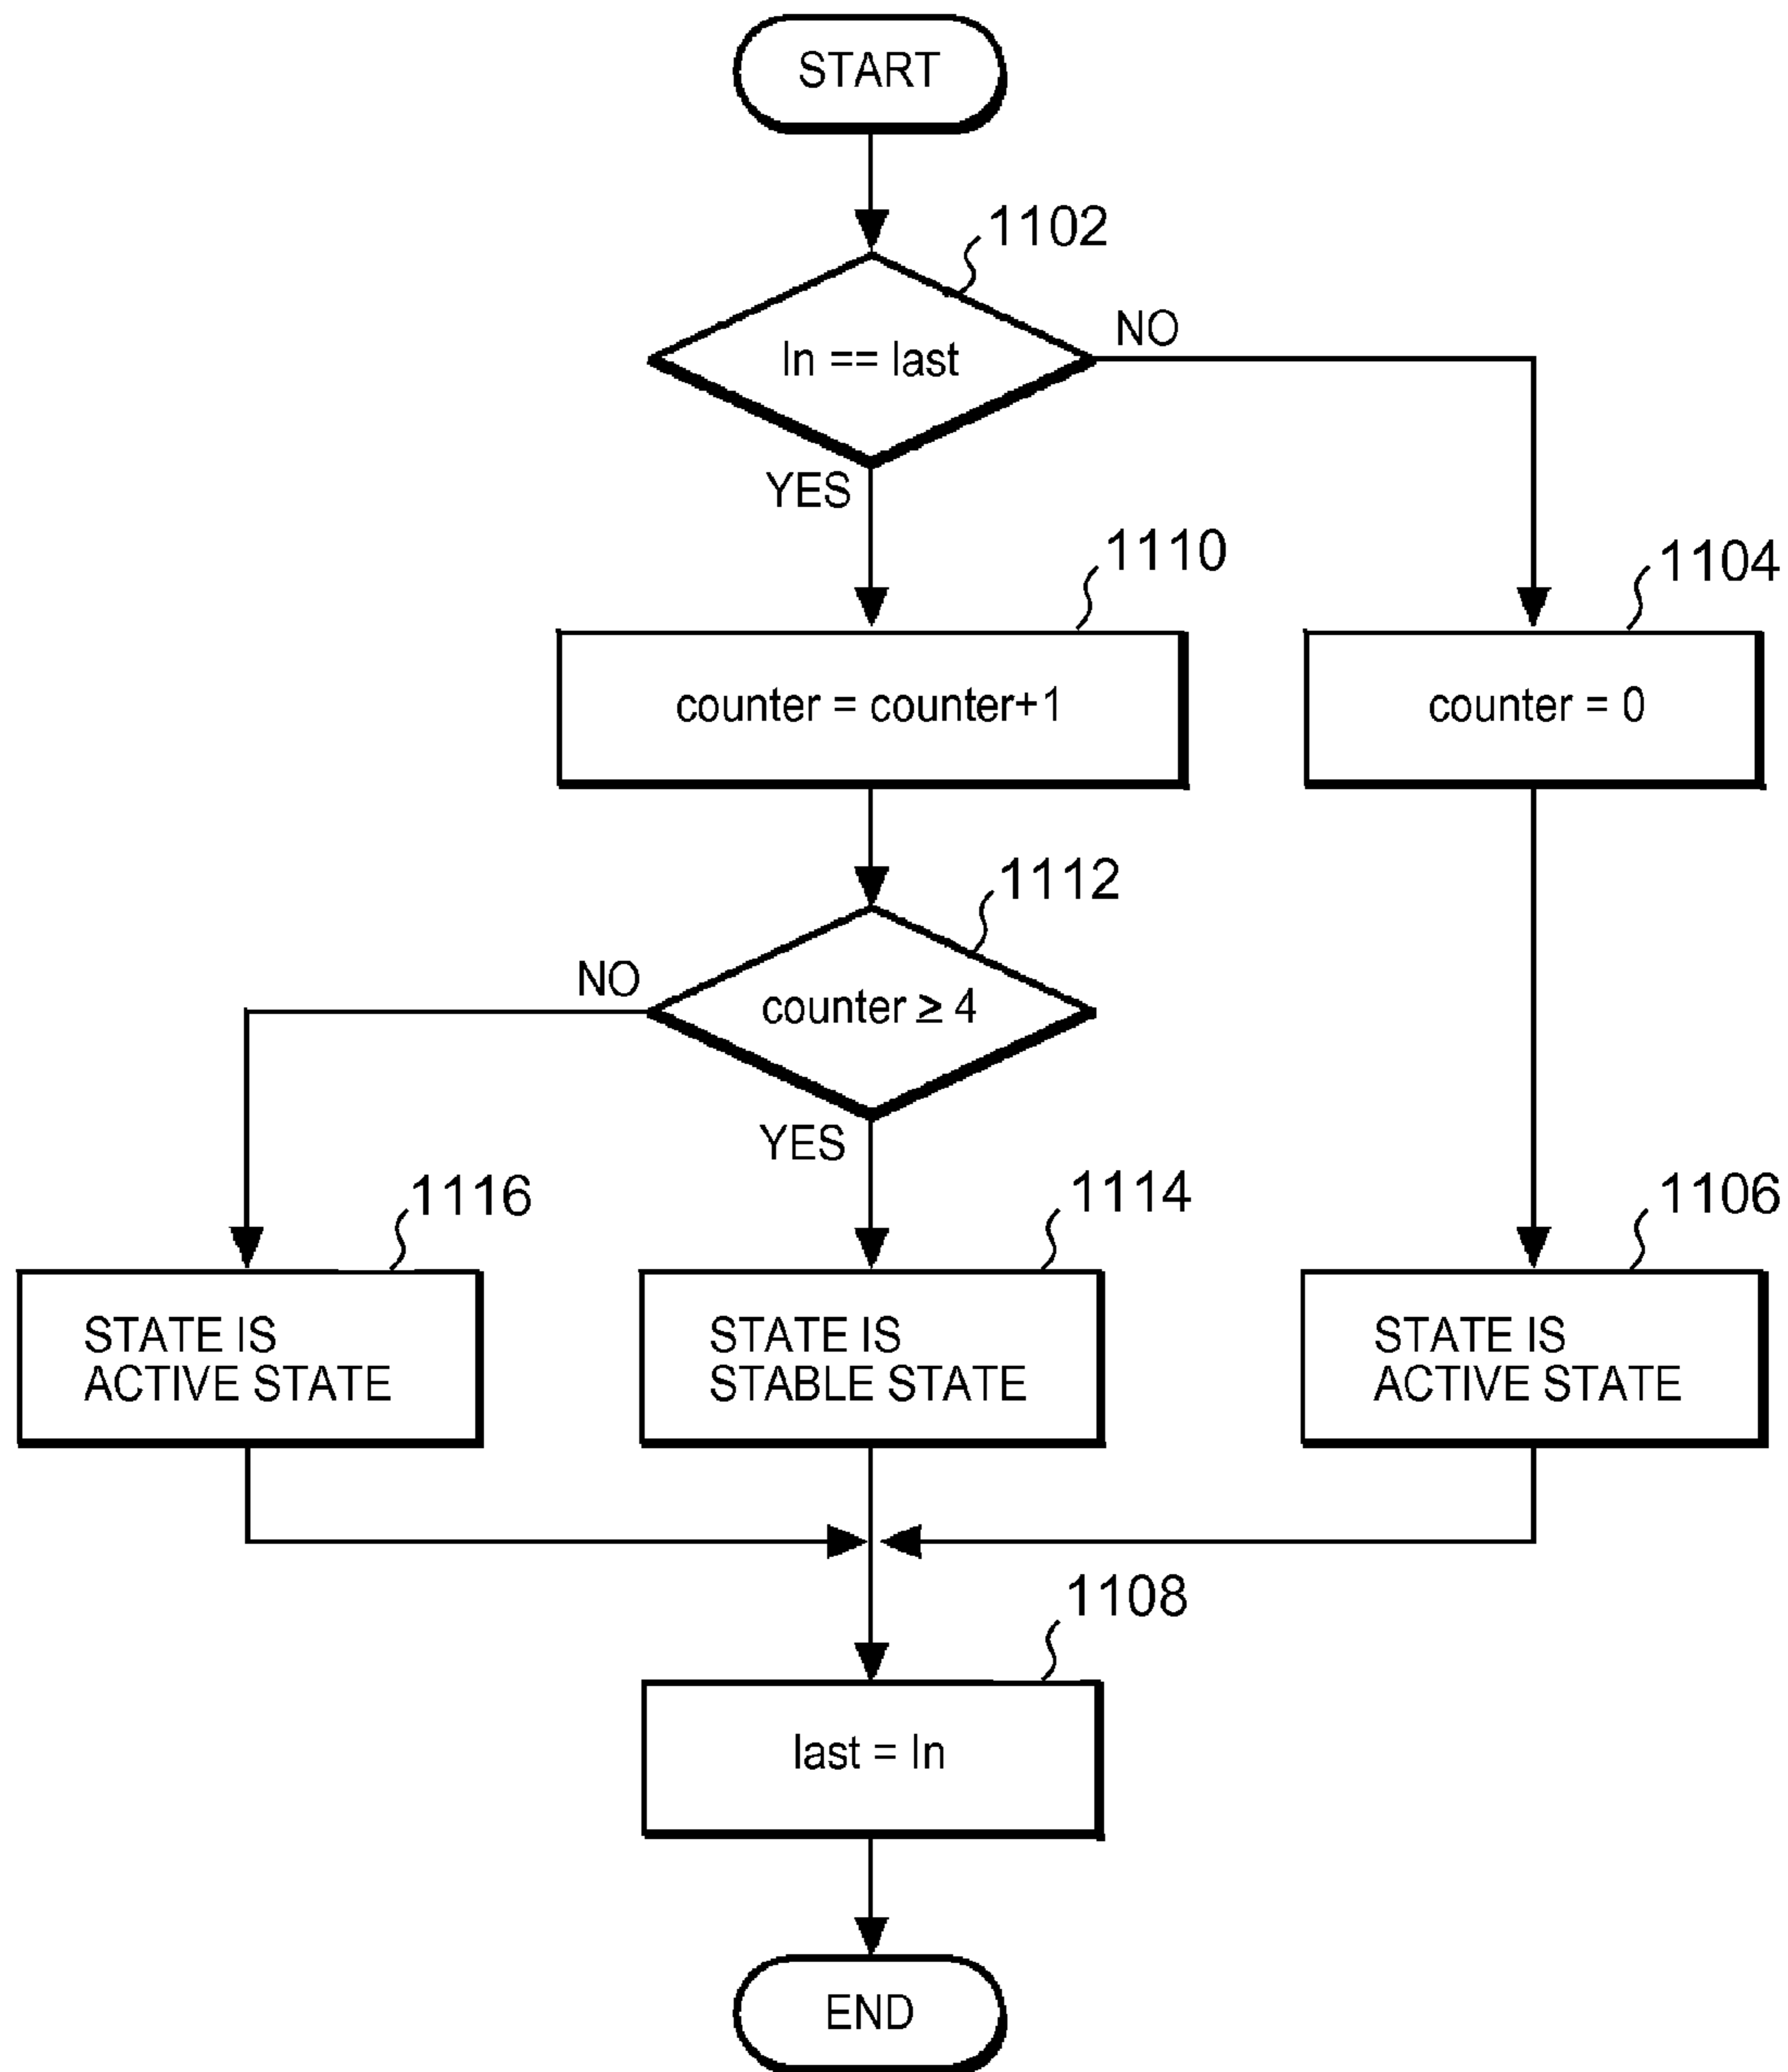 START
1102
In == last
NO
YES
1110
1104
counter = counter+1
counter = 0
1112
NO
counter ≥ 4
YES
1116
1114
1106
STATE IS
ACTIVE STATE
STATE IS
STABLE STATE
STATE IS
ACTIVE STATE
1108
last = In
END